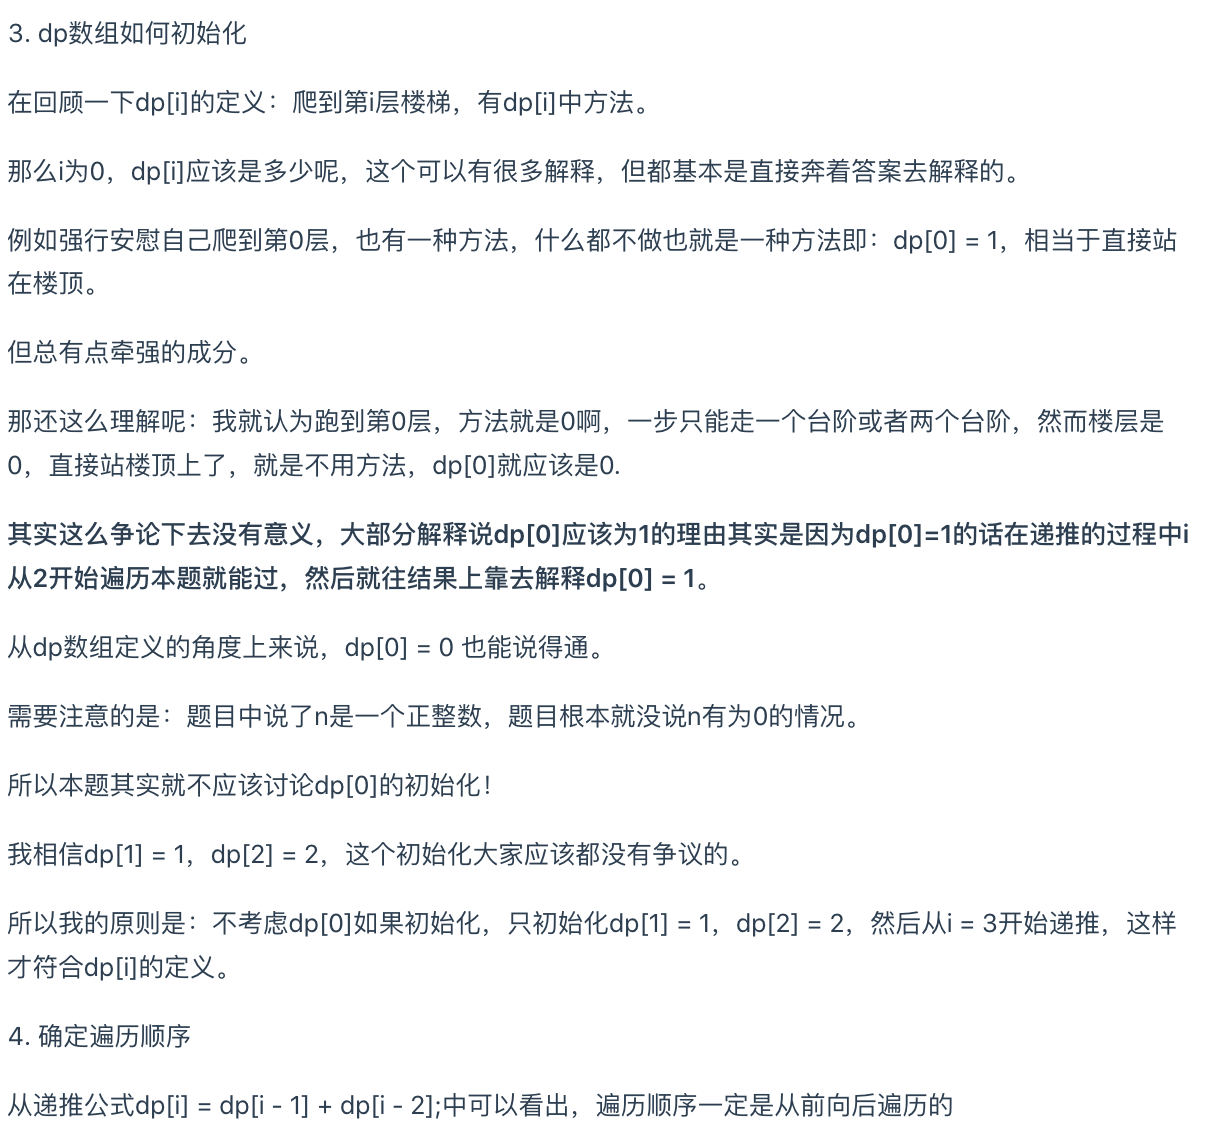 3. dp数组如何初始化
在回顾一下dp[i]的定义：爬到第i层楼梯，有dp[i]中方法。
那么i为0，dp[i]应该是多少呢，这个可以有很多解释，但都基本是直接奔着答案去解释的。
例如强行安慰自己爬到第0层，也有一种方法，什么都不做也就是一种方法即：dp[0] = 1，相当于直接站
在楼顶。
但总有点牵强的成分。
那还这么理解呢：我就认为跑到第0层，方法就是0啊，一步只能走一个台阶或者两个台阶，然而楼层是
0，直接站楼顶上了，就是不用方法，dp[0]就应该是0.
其实这么争论下去没有意义，大部分解释说dp[0]应该为1的理由其实是因为dp[0]=1的话在递推的过程中i
从2开始遍历本题就能过，然后就往结果上靠去解释dp[0] = 1。
从dp数组定义的角度上来说，dp[0] = 0 也能说得通。
需要注意的是：题目中说了n是一个正整数，题目根本就没说n有为0的情况。
所以本题其实就不应该讨论dp[0]的初始化！
我相信dp[1] = 1，dp[2] = 2，这个初始化大家应该都没有争议的。
所以我的原则是：不考虑dp[0]如果初始化，只初始化dp[1] = 1，dp[2] = 2，然后从i = 3开始递推，这样
才符合dp[i]的定义。
4. 确定遍历顺序
从递推公式dp[i] = dp[i - 1] + dp[i - 2];中可以看出，遍历顺序一定是从前向后遍历的